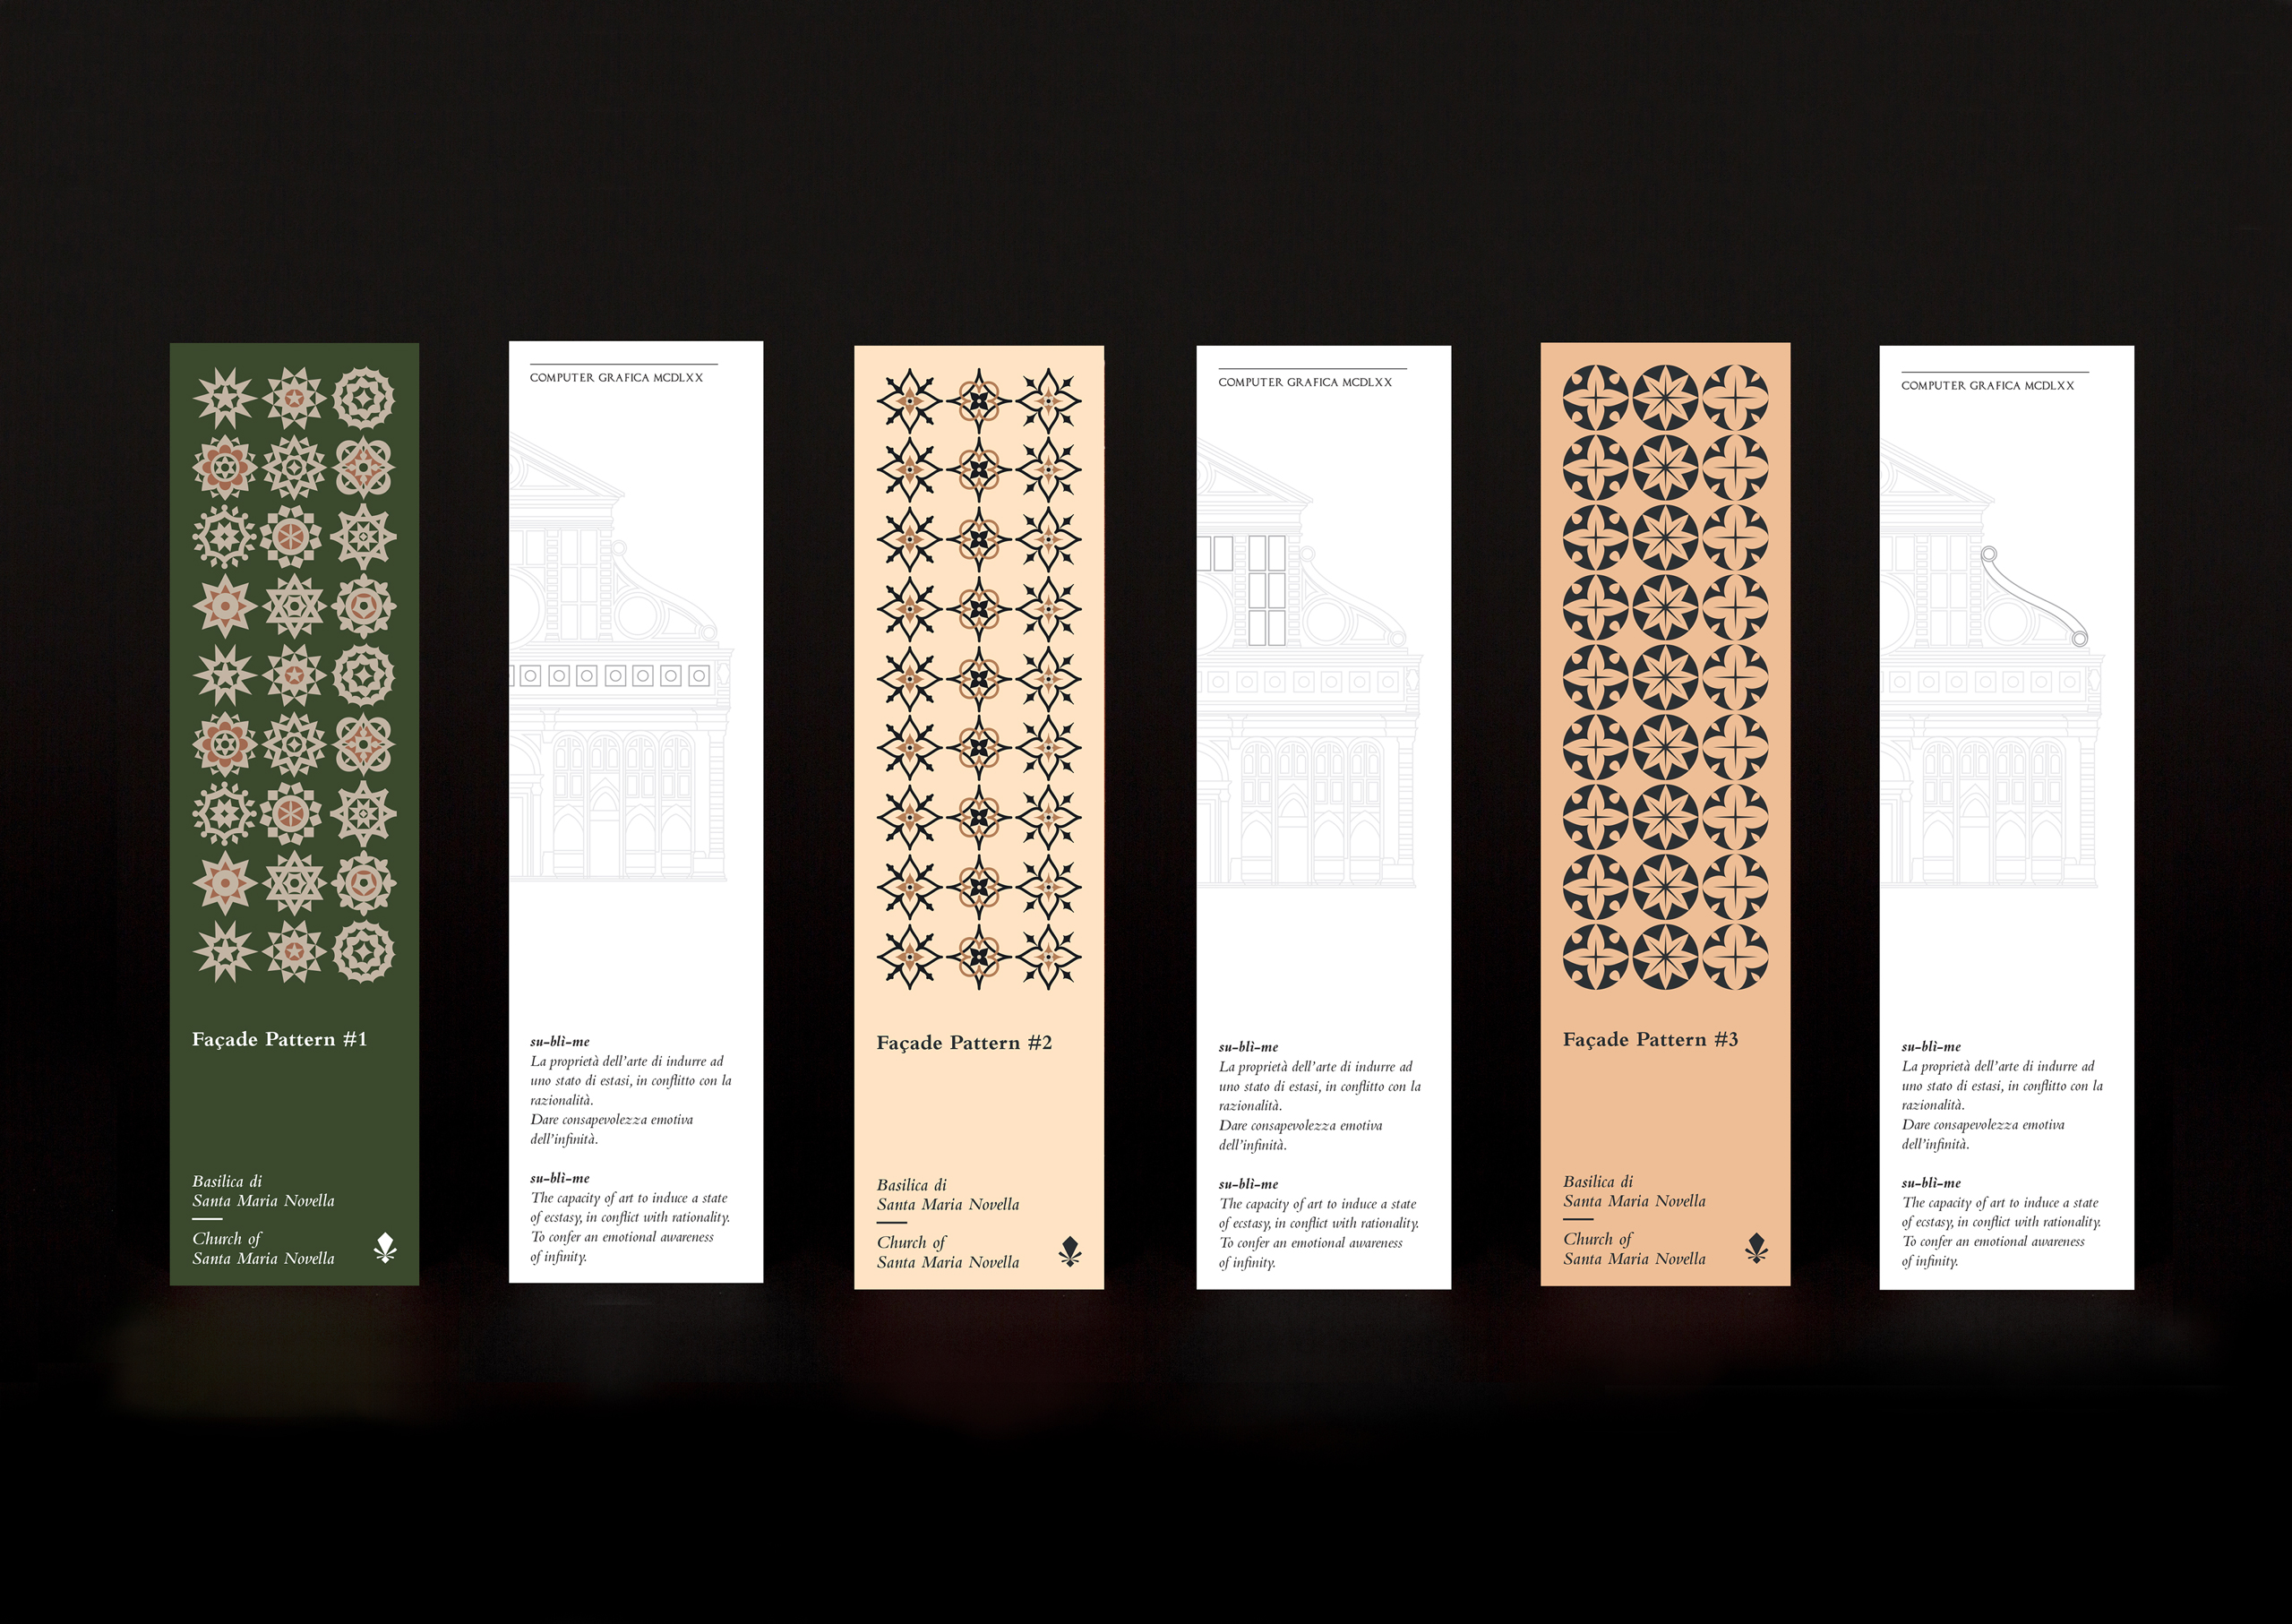 Façade Pattern #1
Basilica di
Santa Maria Novella
Church of
Santa Maria Novella
COMPUTER GRAFICA MCDLXX
su-blì-me
La proprietà dell'arte di indurre ad
uno stato di estasi, in conflitto con la
razionalità.
Dare consapevolezza emotiva
dell'infinità.
su-blì-me
The capacity of art to induce a state
of ecstasy, in conflict with rationality.
To confer an emotional awareness
of infinity.
Façade Pattern #2
Basilica di
Santa Maria Novella
Church of
Santa Maria Novella
COMPUTER GRAFICA MCDLXX
su-blì-me
La proprietà dell'arte di indurre ad
uno stato di estasi, in conflitto con la
razionalità.
Dare consapevolezza emotiva
dell'infinità.
su-blì-me
The capacity of art to induce a state
of ecstasy, in conflict with rationality.
To confer an emotional awareness
of infinity.
Façade Pattern #3
Basilica di
Santa Maria Novella
Church of
Santa Maria Novella
COMPUTER GRAFICA MCDLXX
su-blì-me
La proprietà dell'arte di indurre ad
uno stato di estasi, in conflitto con la
razionalità.
Dare consapevolezza emotiva
dell'infinità.
su-blì-me
The capacity of art to induce a state
of ecstasy, in conflict with rationality.
To confer an emotional awareness
of infinity.